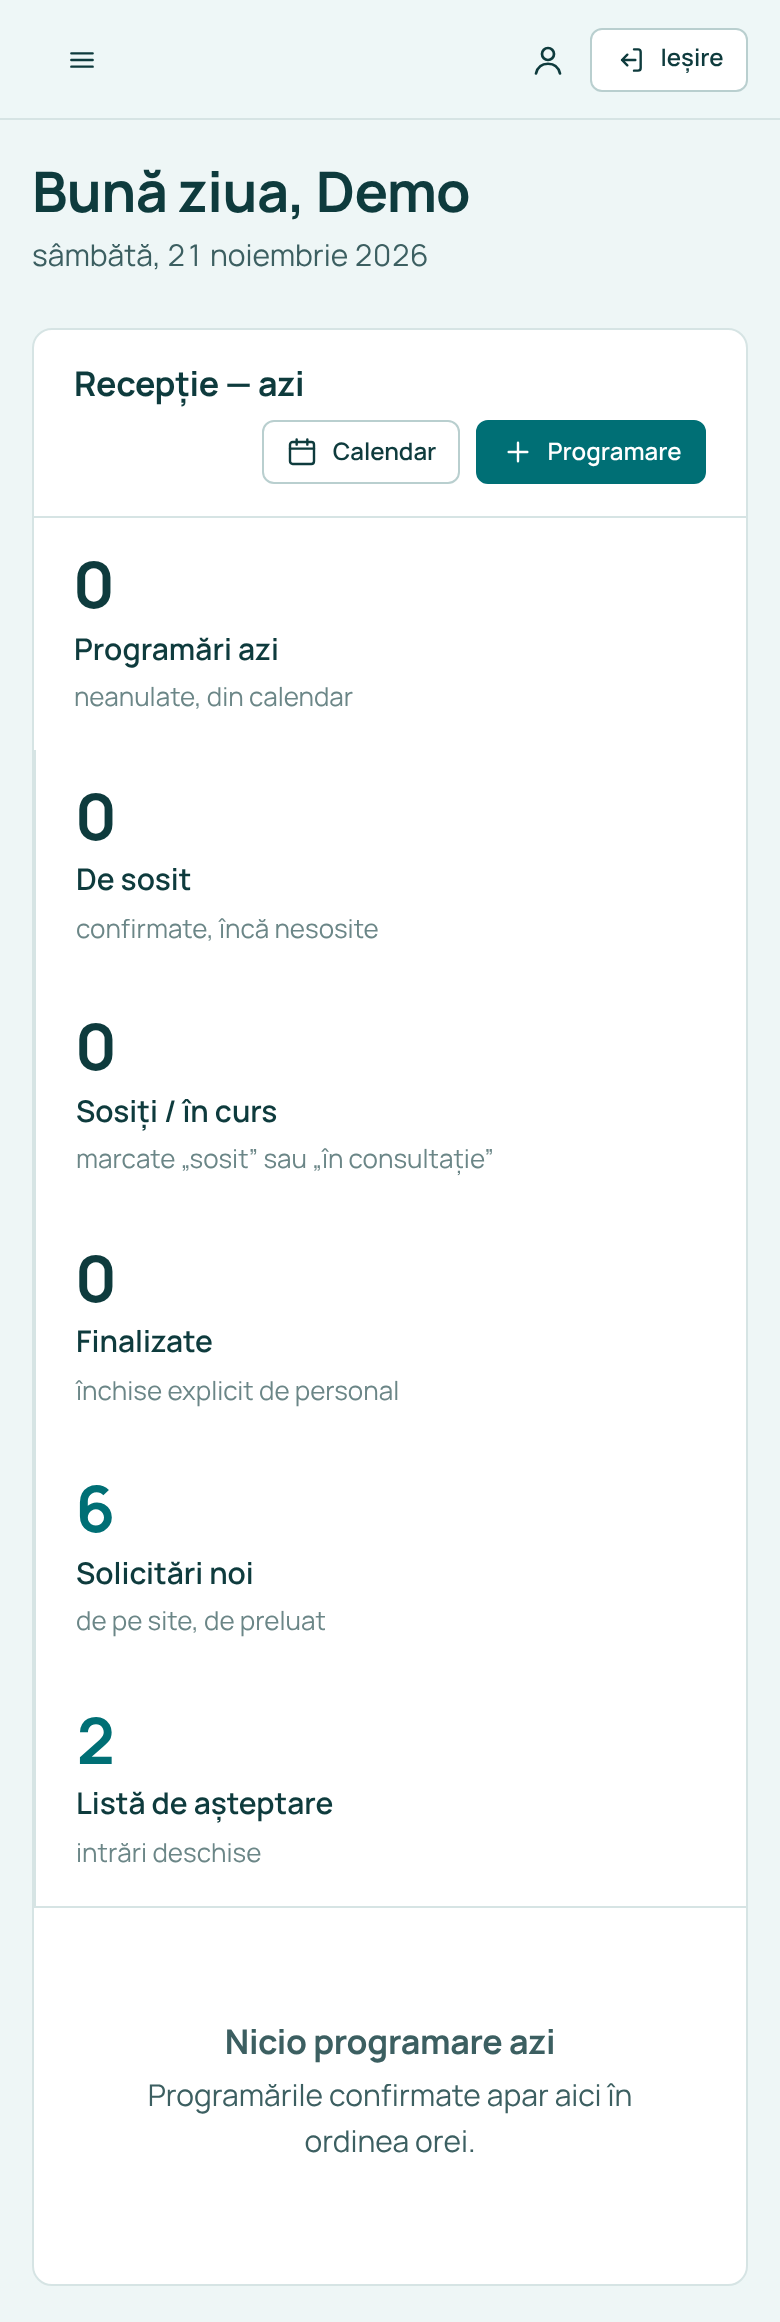 Ieșire
Bună ziua, Demo
sâmbătă, 21 noiembrie 2026
Recepție — azi
Calendar
Programare
0
Programări azi
neanulate, din calendar
0
De sosit
confirmate, încă nesosite
0
Sosiți / în curs
marcate „sosit” sau „în consultație”
0
Finalizate
închise explicit de personal
6
Solicitări noi
de pe site, de preluat
2
Listă de așteptare
intrări deschise
Nicio programare azi
Programările confirmate apar aici în
ordinea orei.